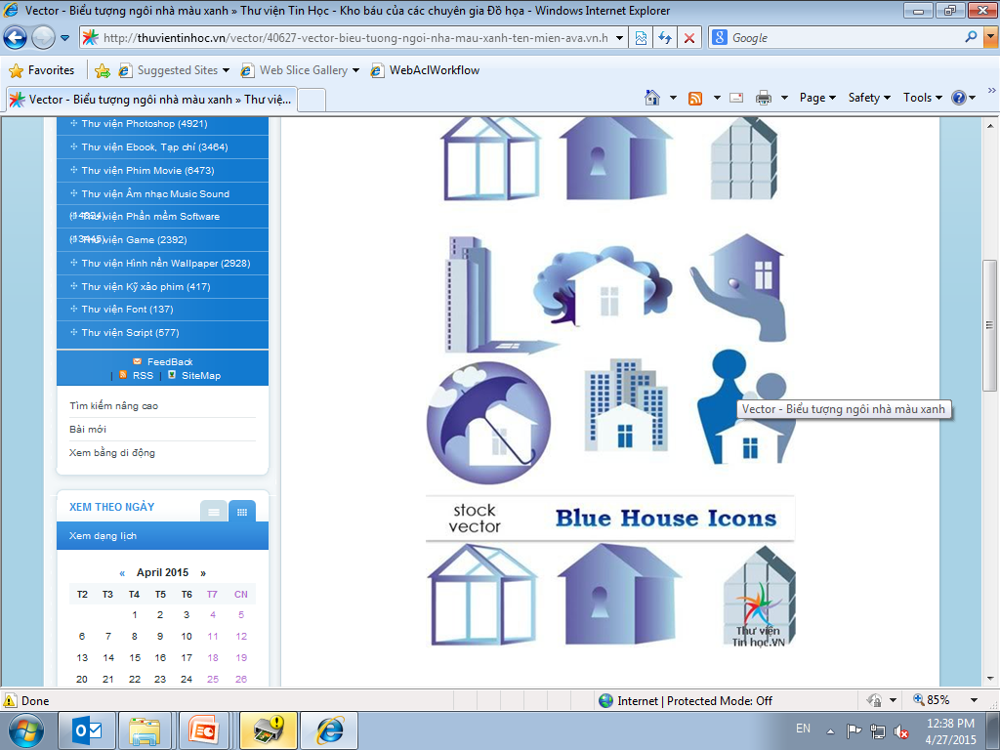 Vector - Biểu tượng ngôi nhà màu xanh » Thư viện Tin Học - Kho báu của các chuyên gia Đồ họa - Windows Internet Explorer
http://thuvientinhoc.vn/vector/40627-vector-bieu-tuong-ngoi-nha-mau-xanh-ten-mien-ava.vn.h
Google
Favorites
Suggested Sites
Web Slice Gallery
WebAclWorkflow
Vector - Biểu tượng ngôi nhà màu xanh » Thư việ...
Page
Safety
Tools
Thư viện Photoshop (4921)
Thư viện Ebook, Tạp chí (3464)
Thư viện Phim Movie (6473)
Thư viện Âm nhạc Music Sound
Thư viện Phần mềm Software
Thư viện Game (2392)
Thư viện Hình nền Wallpaper (2928)
Thư viện Kỹ xảo phim (417)
Thư viện Font (137)
Thư viện Script (577)
FeedBack
| RSS | SiteMap
Tìm kiếm nâng cao
Bài mới
Xem bằng di động
XEM THEO NGÀY
Xem dạng lịch
« April 2015 »
T2 T3 T4 T5 T6 T7 CN
1 2 3 4 5
6 7 8 9 10 11 12
13 14 15 16 17 18 19
20 21 22 23 24 25 26
Vector - Biểu tượng ngôi nhà màu xanh
stock
vector
Blue House Icons
Thư viện
Tin học.VN
Done
Internet | Protected Mode: Off
85%
EN
12:38 PM
4/27/2015